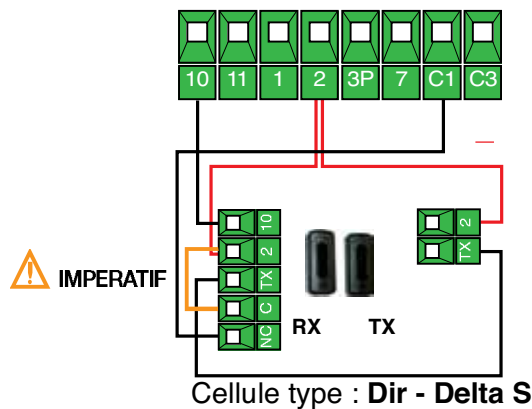 10 11 1 2 3P 7 C1 C3
10
2
TX
C
NC
2
TX
IMPERATIF
RX TX
Cellule type : Dir - Delta S